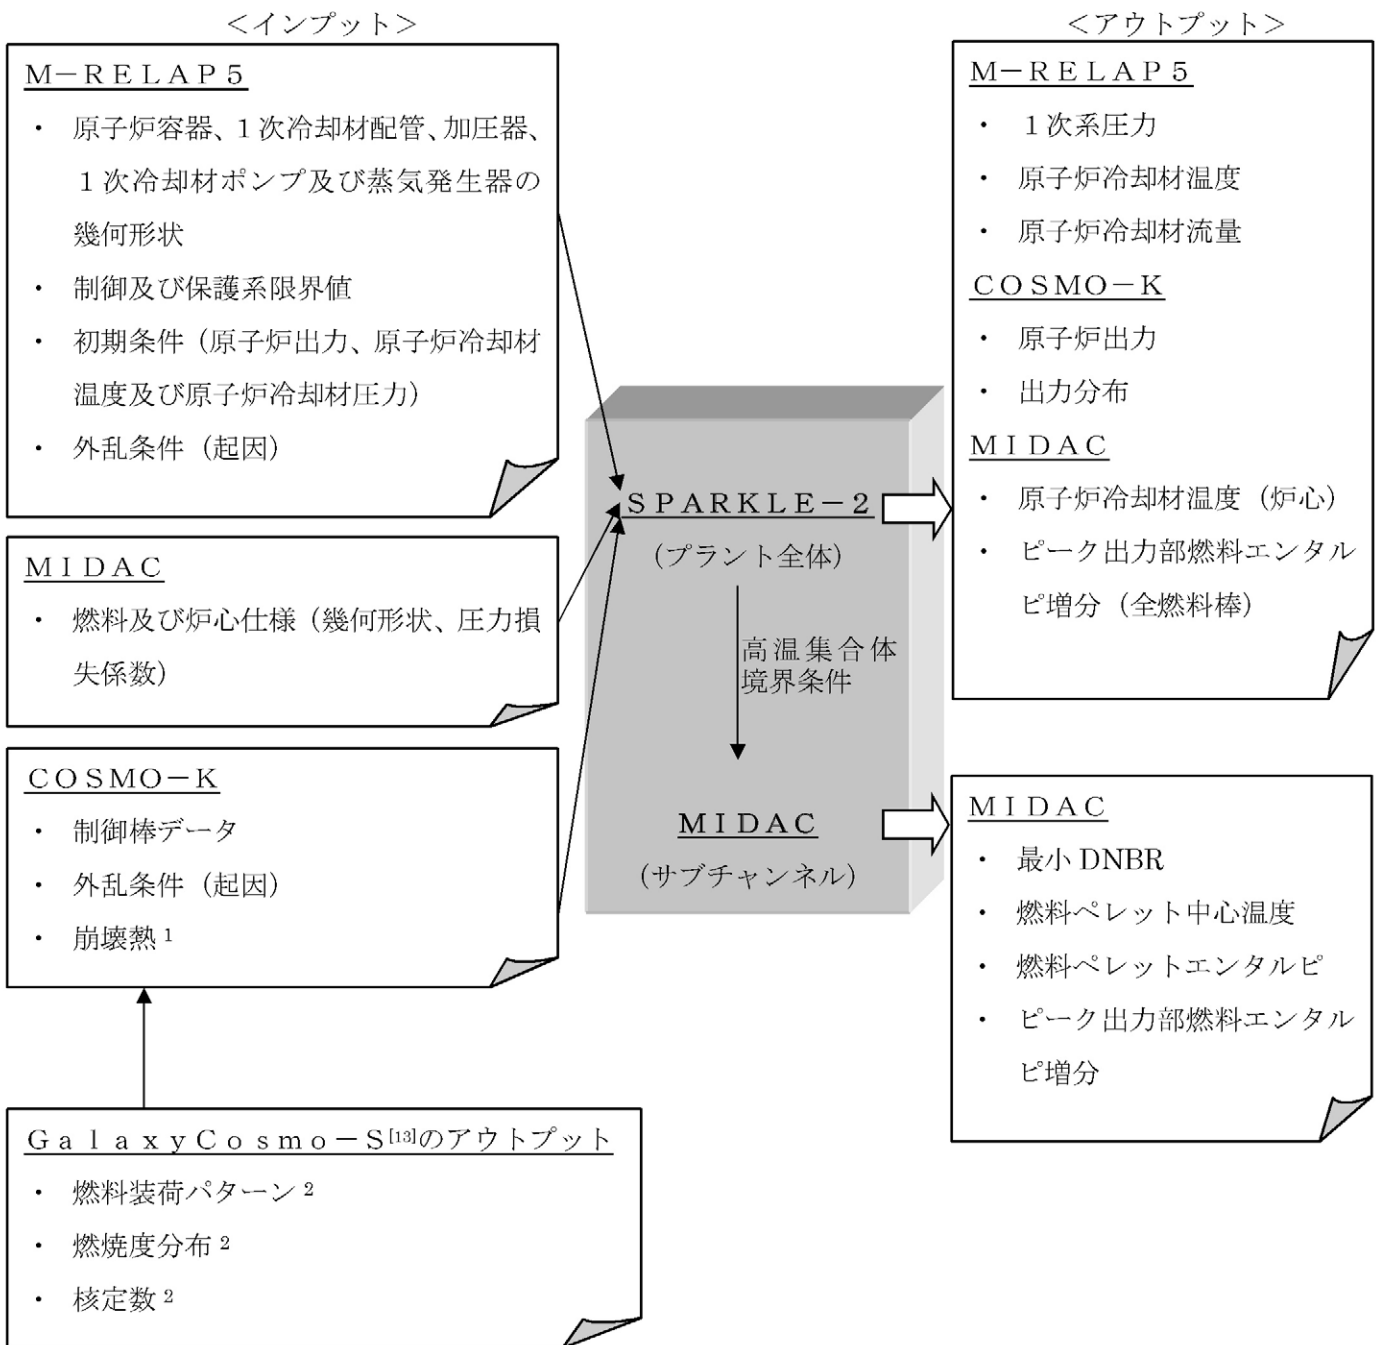 ＜インプット＞
M－RELAP5
・ 原子炉容器、1次冷却材配管、加圧器、
1次冷却材ポンプ及び蒸気発生器の
幾何形状
・ 制御及び保護系限界値
・ 初期条件（原子炉出力、原子炉冷却材
温度及び原子炉冷却材圧力）
・ 外乱条件（起因）
MIDAC
・ 燃料及び炉心仕様（幾何形状、圧力損
失係数）
COSMO－K
・ 制御棒データ
・ 外乱条件（起因）
・ 崩壊熱1
GalaxyCosmo－S[13]のアウトプット
・ 燃料装荷パターン2
・ 燃焼度分布2
・ 核定数2
SPARKLE－2
（プラント全体）
高温集合体
境界条件
MIDAC
（サブチャンネル）
＜アウトプット＞
M－RELAP5
・ 1次系圧力
・ 原子炉冷却材温度
・ 原子炉冷却材流量
COSMO－K
・ 原子炉出力
・ 出力分布
MIDAC
・ 原子炉冷却材温度（炉心）
・ ピーク出力部燃料エンタル
ピ増分（全燃料棒）
MIDAC
・ 最小DNBR
・ 燃料ペレット中心温度
・ 燃料ペレットエンタルピ
・ ピーク出力部燃料エンタル
ピ増分